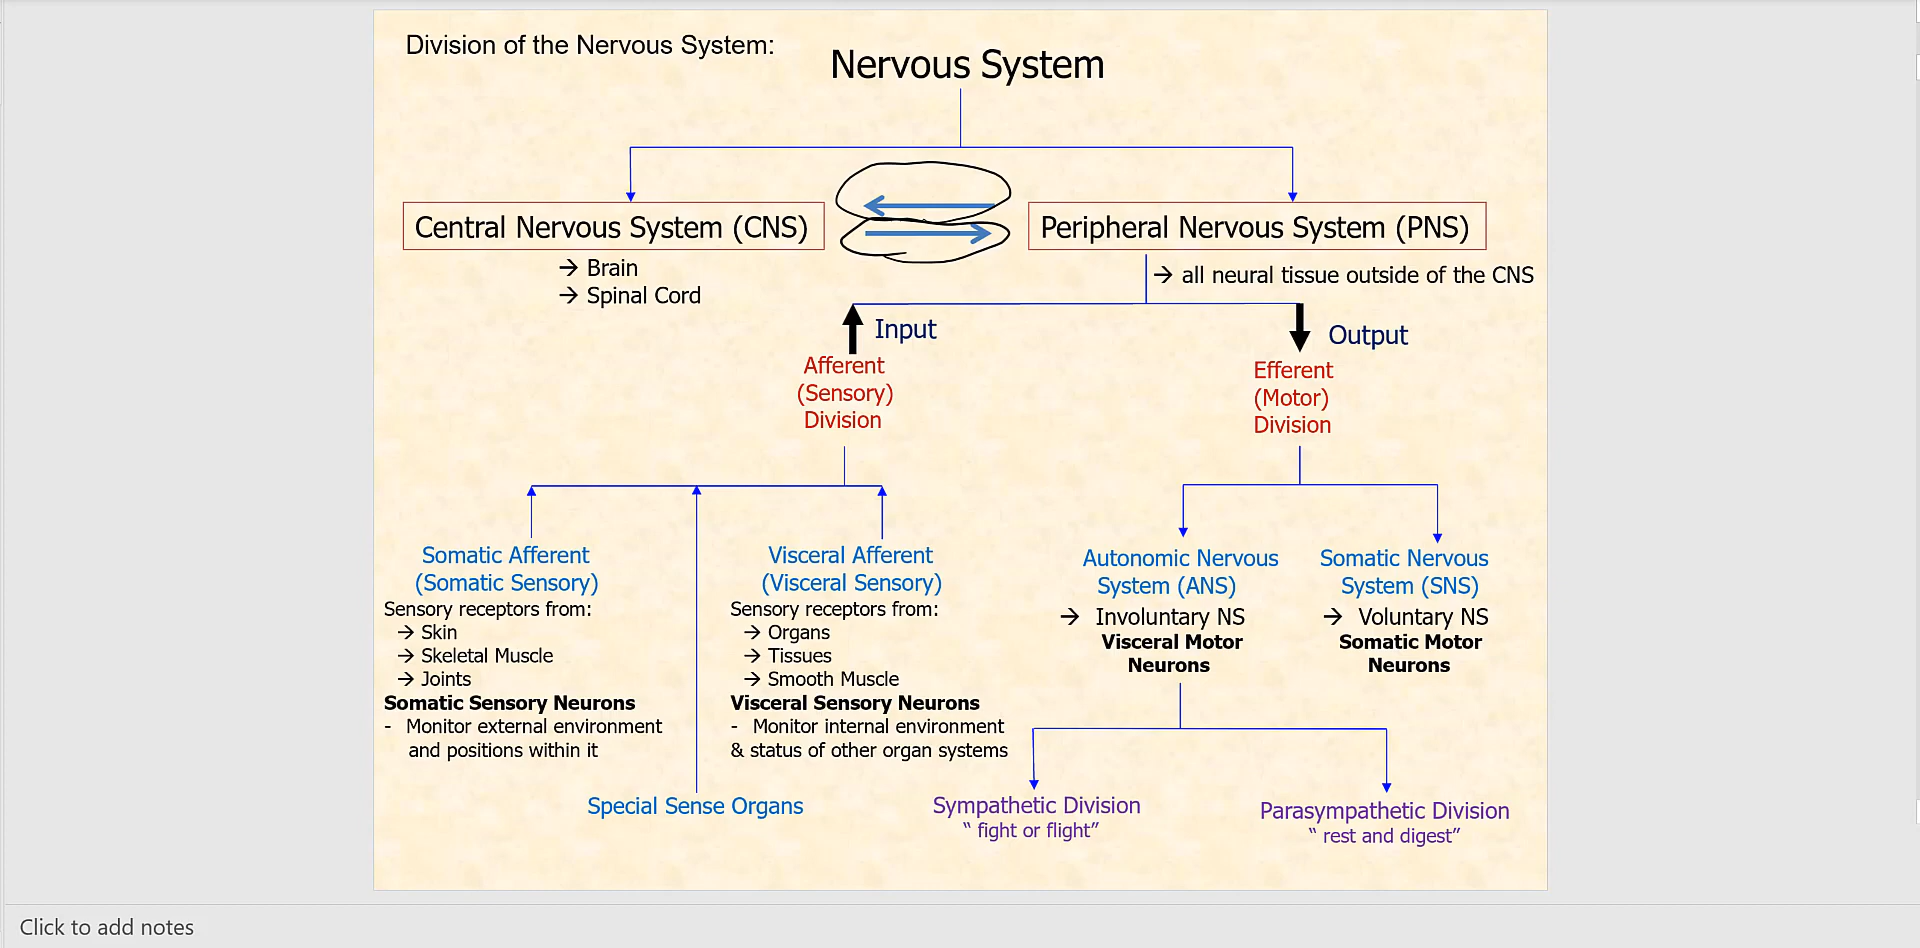 Division of the Nervous System:
Nervous System
Central Nervous System (CNS)
→ Brain
→ Spinal Cord
Peripheral Nervous System (PNS)
→ all neural tissue outside of the CNS
Input
Afferent
(Sensory)
Division
Output
Efferent
(Motor)
Division
Somatic Afferent
(Somatic Sensory)
Sensory receptors from:
→ Skin
→ Skeletal Muscle
→ Joints
Somatic Sensory Neurons
- Monitor external environment
and positions within it
Visceral Afferent
(Visceral Sensory)
Sensory receptors from:
→ Organs
→ Tissues
→ Smooth Muscle
Visceral Sensory Neurons
- Monitor internal environment
& status of other organ systems
Special Sense Organs
Autonomic Nervous
System (ANS)
→ Involuntary NS
Visceral Motor
Neurons
Somatic Nervous
System (SNS)
→ Voluntary NS
Somatic Motor
Neurons
Sympathetic Division
“ fight or flight”
Parasympathetic Division
“ rest and digest”
Click to add notes